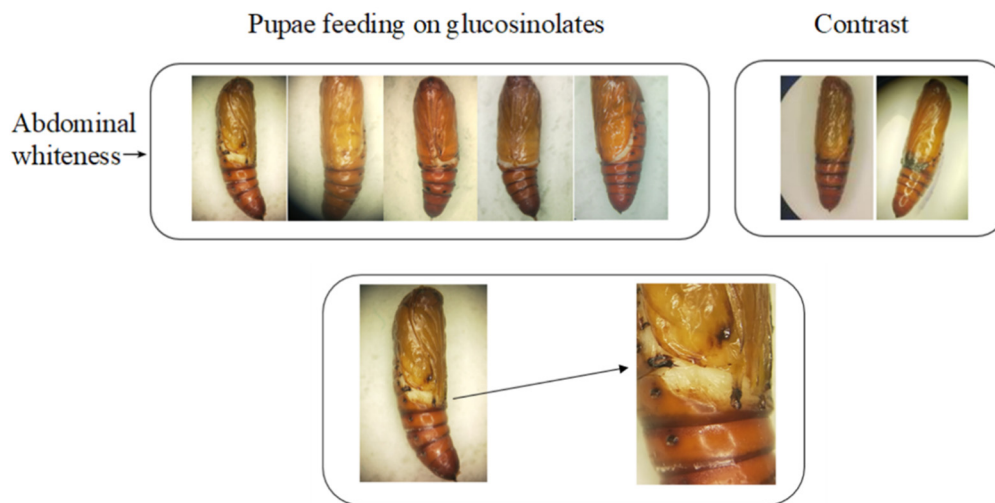 Pupae feeding on glucosinolates
Contrast
Abdominal
whiteness